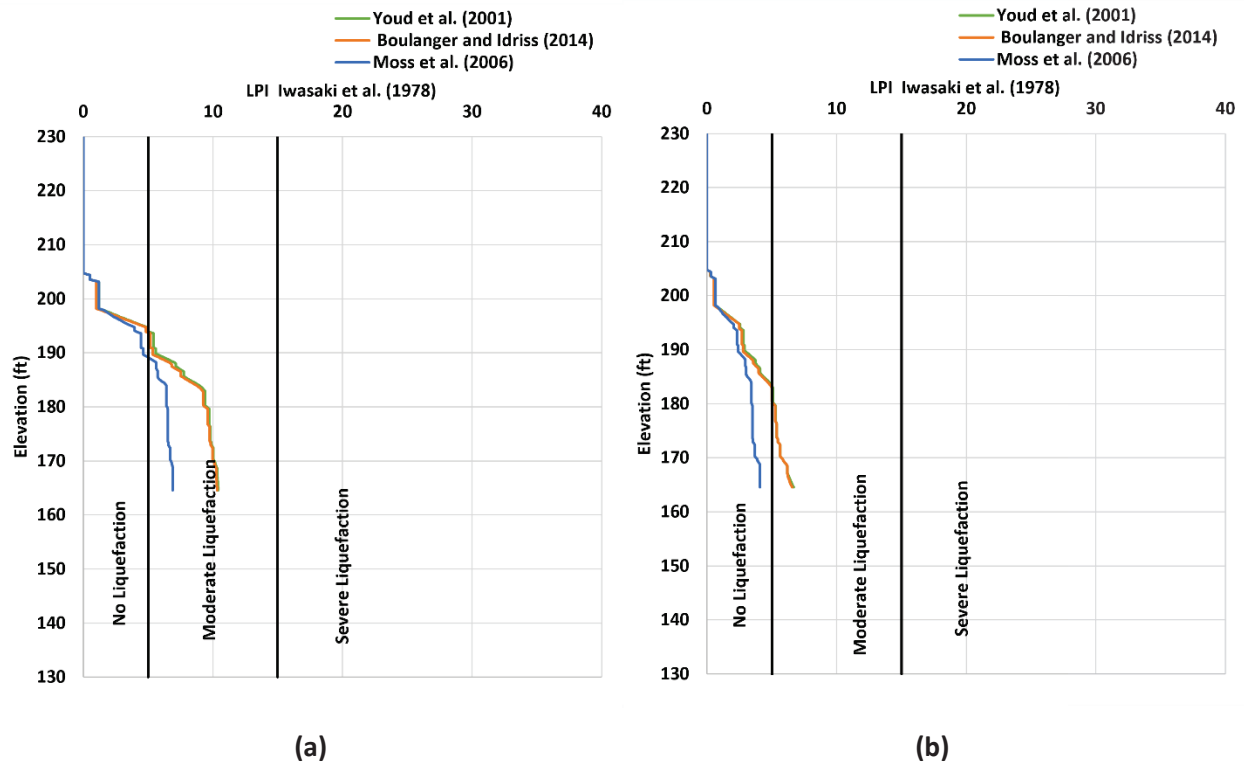 Youd et al. (2001)
Boulanger and Idriss (2014)
Moss et al. (2006)
LPI Iwasaki et al. (1978)
0 10 20 30 40
230
220
210
200
190
180
170
160
150
140
130
Elevation (ft)
No Liquefaction
Moderate Liquefaction
Severe Liquefaction
(a)
Youd et al. (2001)
Boulanger and Idriss (2014)
Moss et al. (2006)
LPI Iwasaki et al. (1978)
0 10 20 30 40
230
220
210
200
190
180
170
160
150
140
130
Elevation (ft)
No Liquefaction
Moderate Liquefaction
Severe Liquefaction
(b)